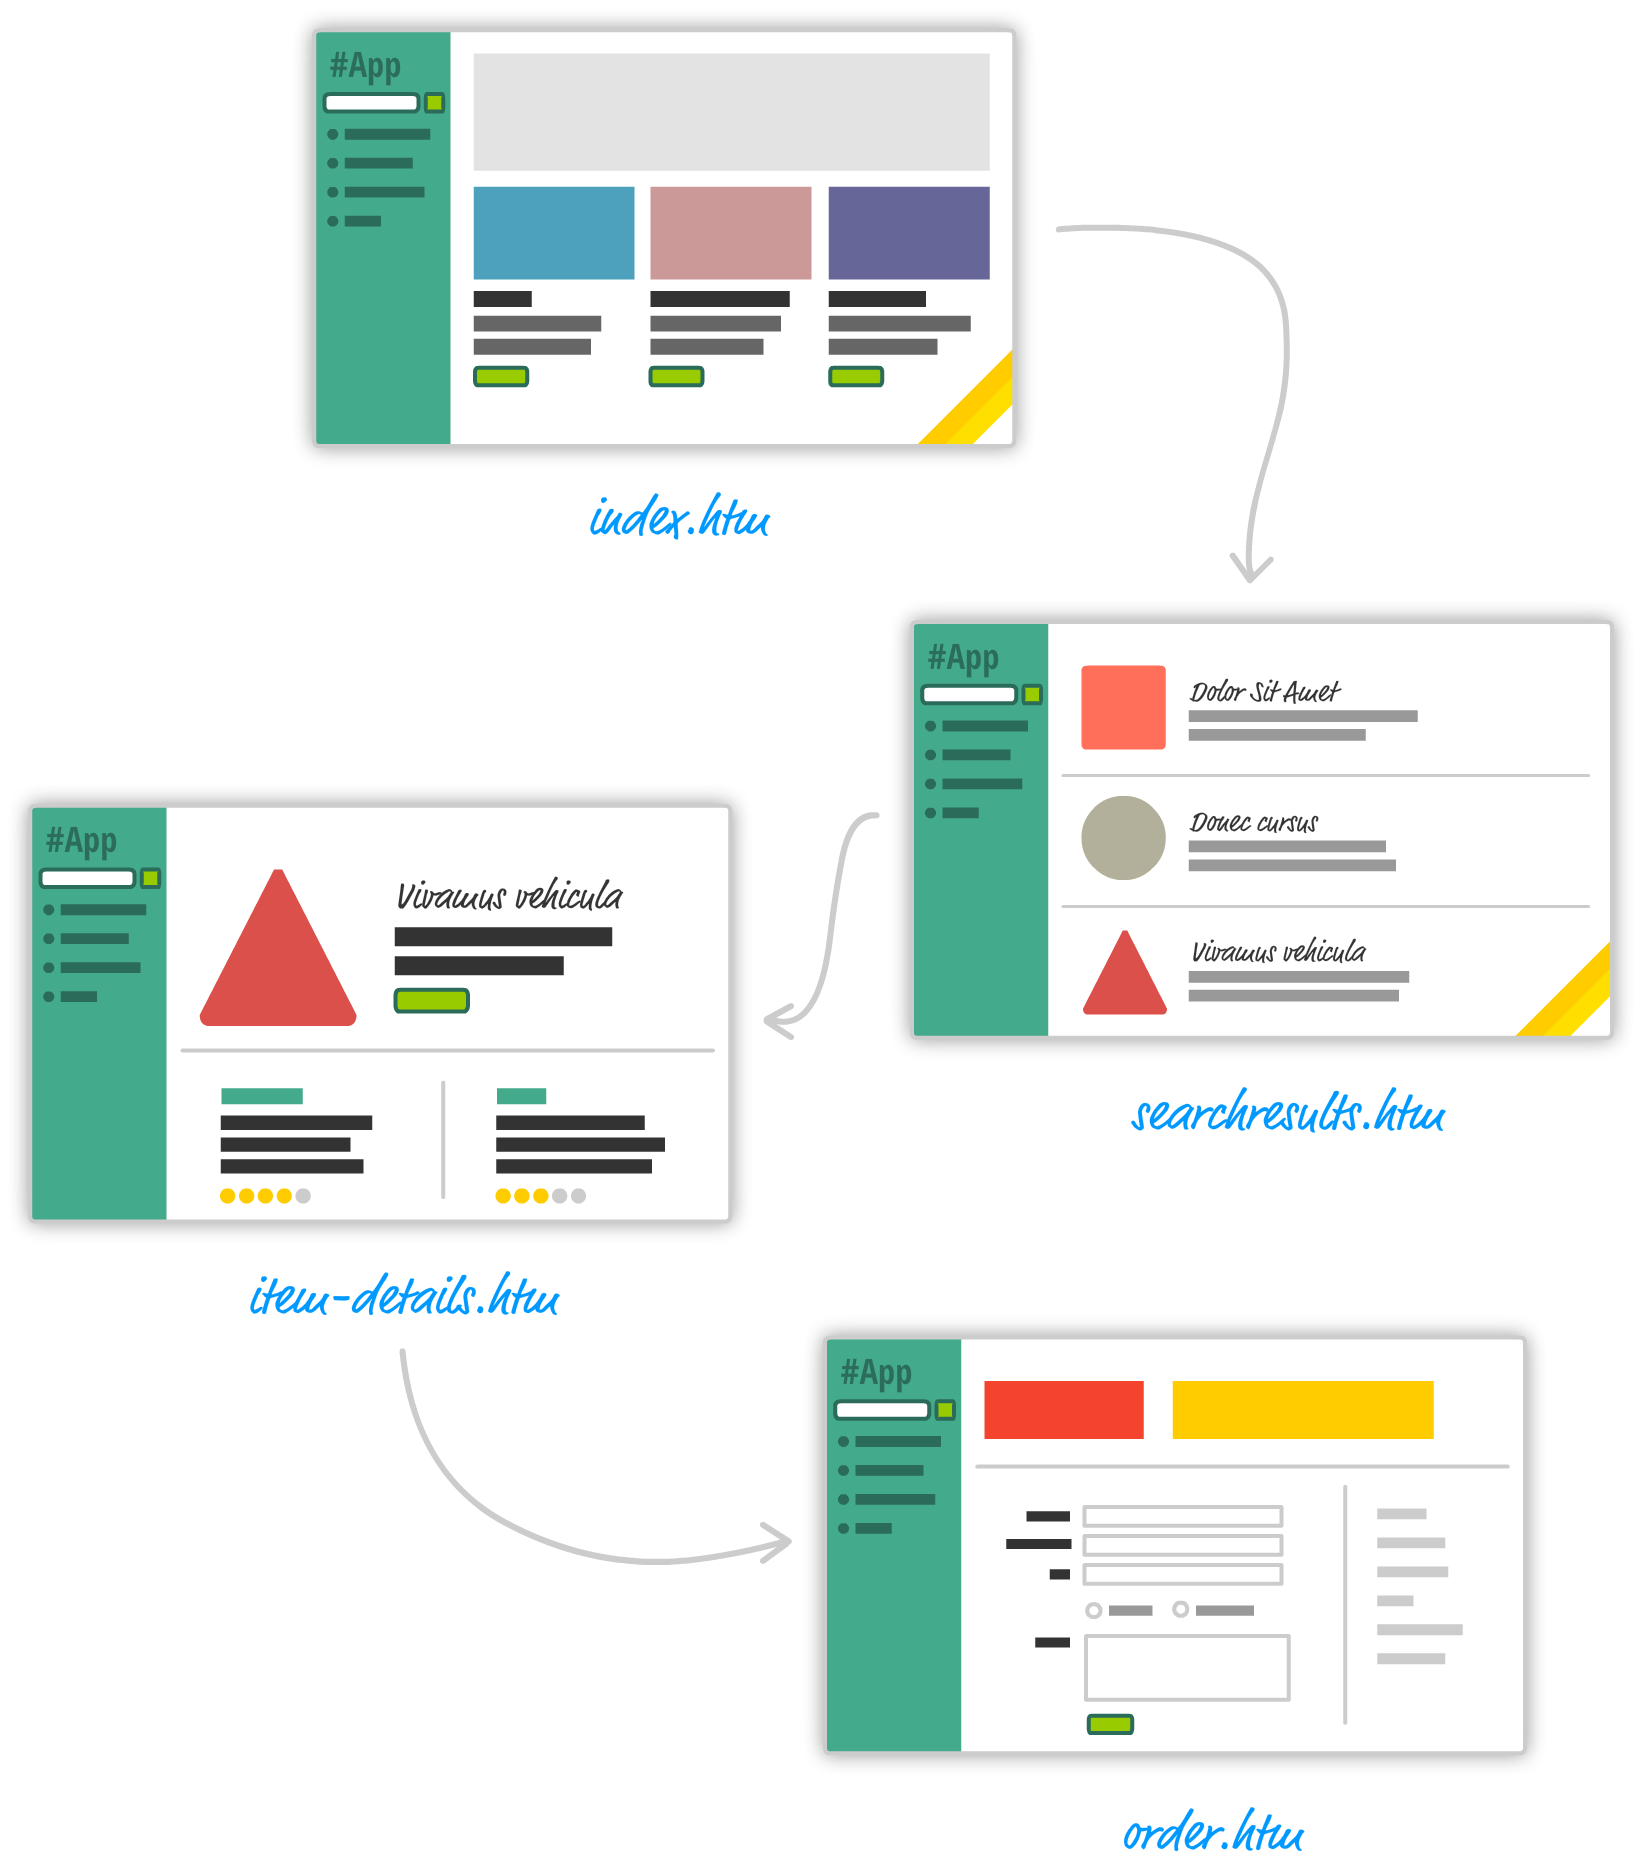 #App
index.htm
#App
Dolor Sit Amet
Donec cursus
Vivamus vehicula
searchresults.htm
#App
Vivamus vehicula
item-details.htm
#App
order.htm